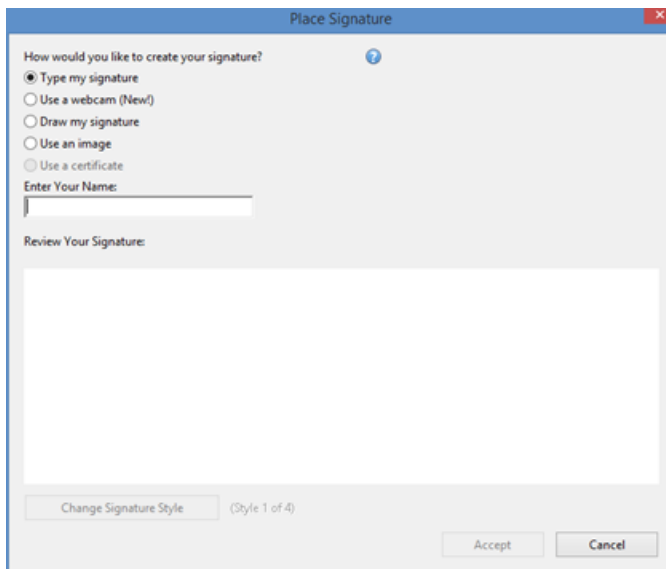 Place Signature
How would you like to create your signature?
Type my signature
Use a webcam (New!)
Draw my signature
Use an image
Use a certificate
Enter Your Name:
Review Your Signature:
Change Signature Style (Style 1 of 4)
Accept Cancel